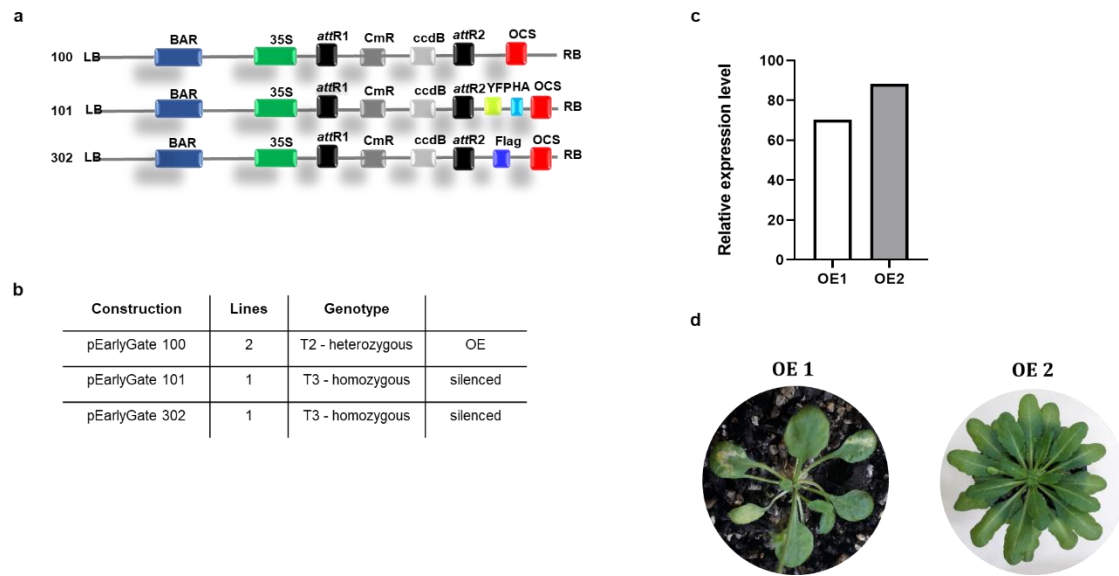 a
BAR 35S attR1 CmR ccdB attR2 OCS
100 LB RB
BAR 35S attR1 CmR ccdB attR2 YFP HA OCS
101 LB RB
BAR 35S attR1 CmR ccdB attR2 Flag OCS
302 LB RB
b
Construction Lines Genotype
pEarlyGate 100 2 T2 - heterozygous OE
pEarlyGate 101 1 T3 - homozygous silenced
pEarlyGate 302 1 T3 - homozygous silenced
c
Relative expression level
100
80
60
40
20
0
OE1 OE2
d
OE 1 OE 2